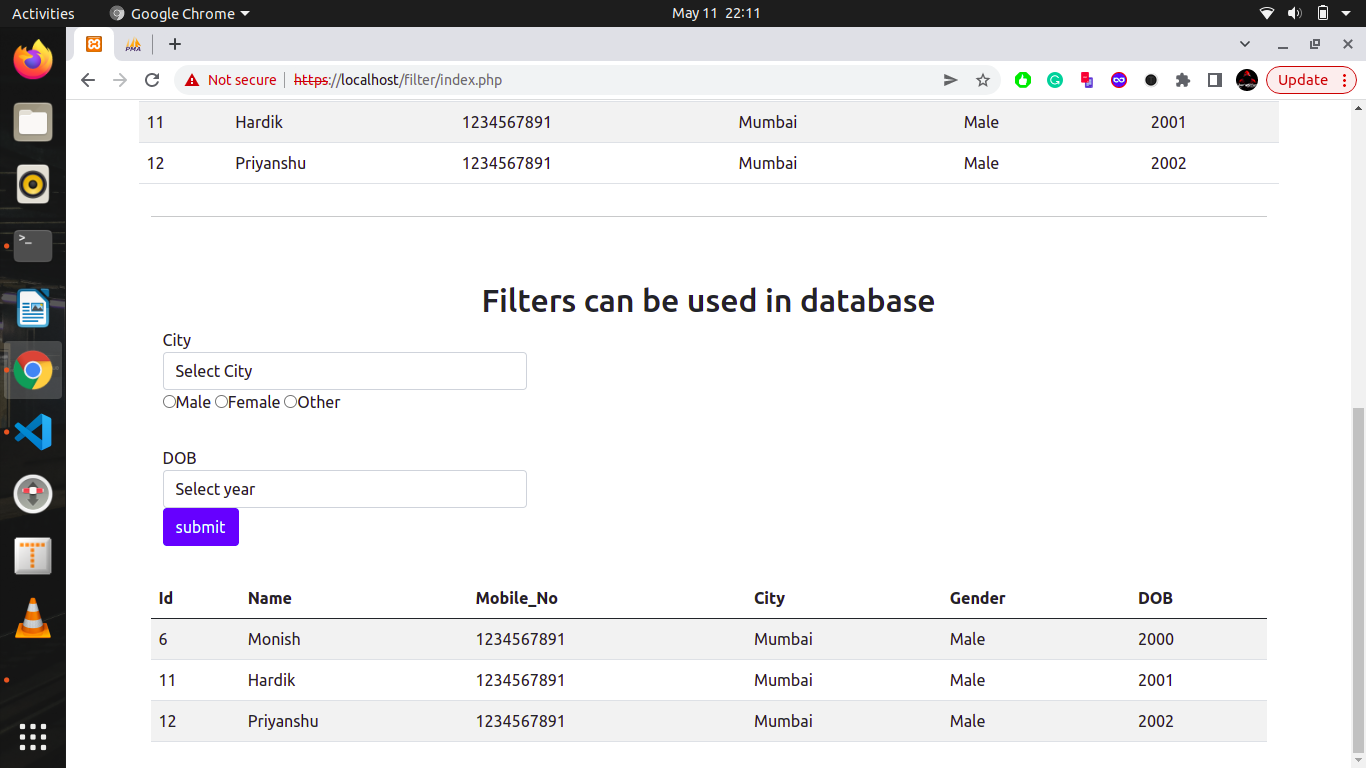 Activities Google Chrome May 11 22:11
PMA
Not secure https://localhost/filter/index.php Update
11 Hardik 1234567891 Mumbai Male 2001
12 Priyanshu 1234567891 Mumbai Male 2002
Filters can be used in database
City
Select City
Male Female Other
DOB
Select year
submit
Id Name Mobile_No City Gender DOB
6 Monish 1234567891 Mumbai Male 2000
11 Hardik 1234567891 Mumbai Male 2001
12 Priyanshu 1234567891 Mumbai Male 2002